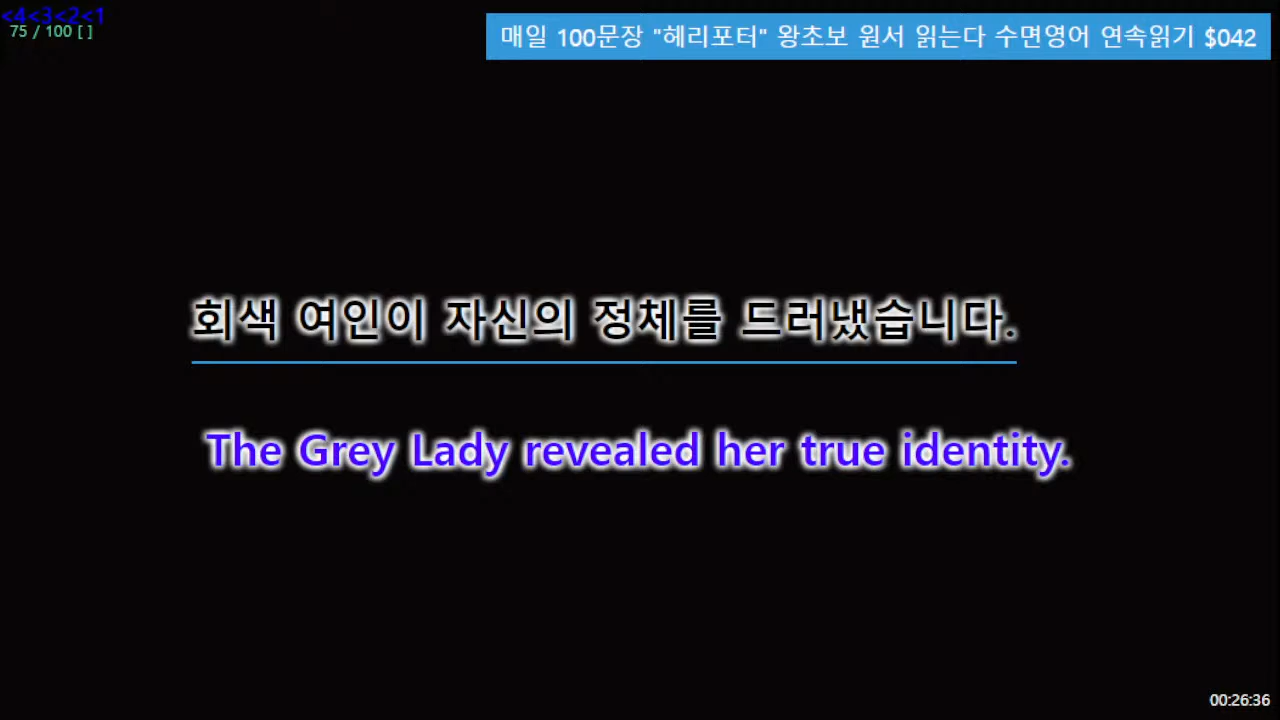 <4<3<2<1
75 / 100 [ ]
매일 100문장 "헤리포터" 왕초보 원서 읽는다 수면영어 연속읽기 $042
회색 여인이 자신의 정체를 드러냈습니다.
The Grey Lady revealed her true identity.
00:26:36